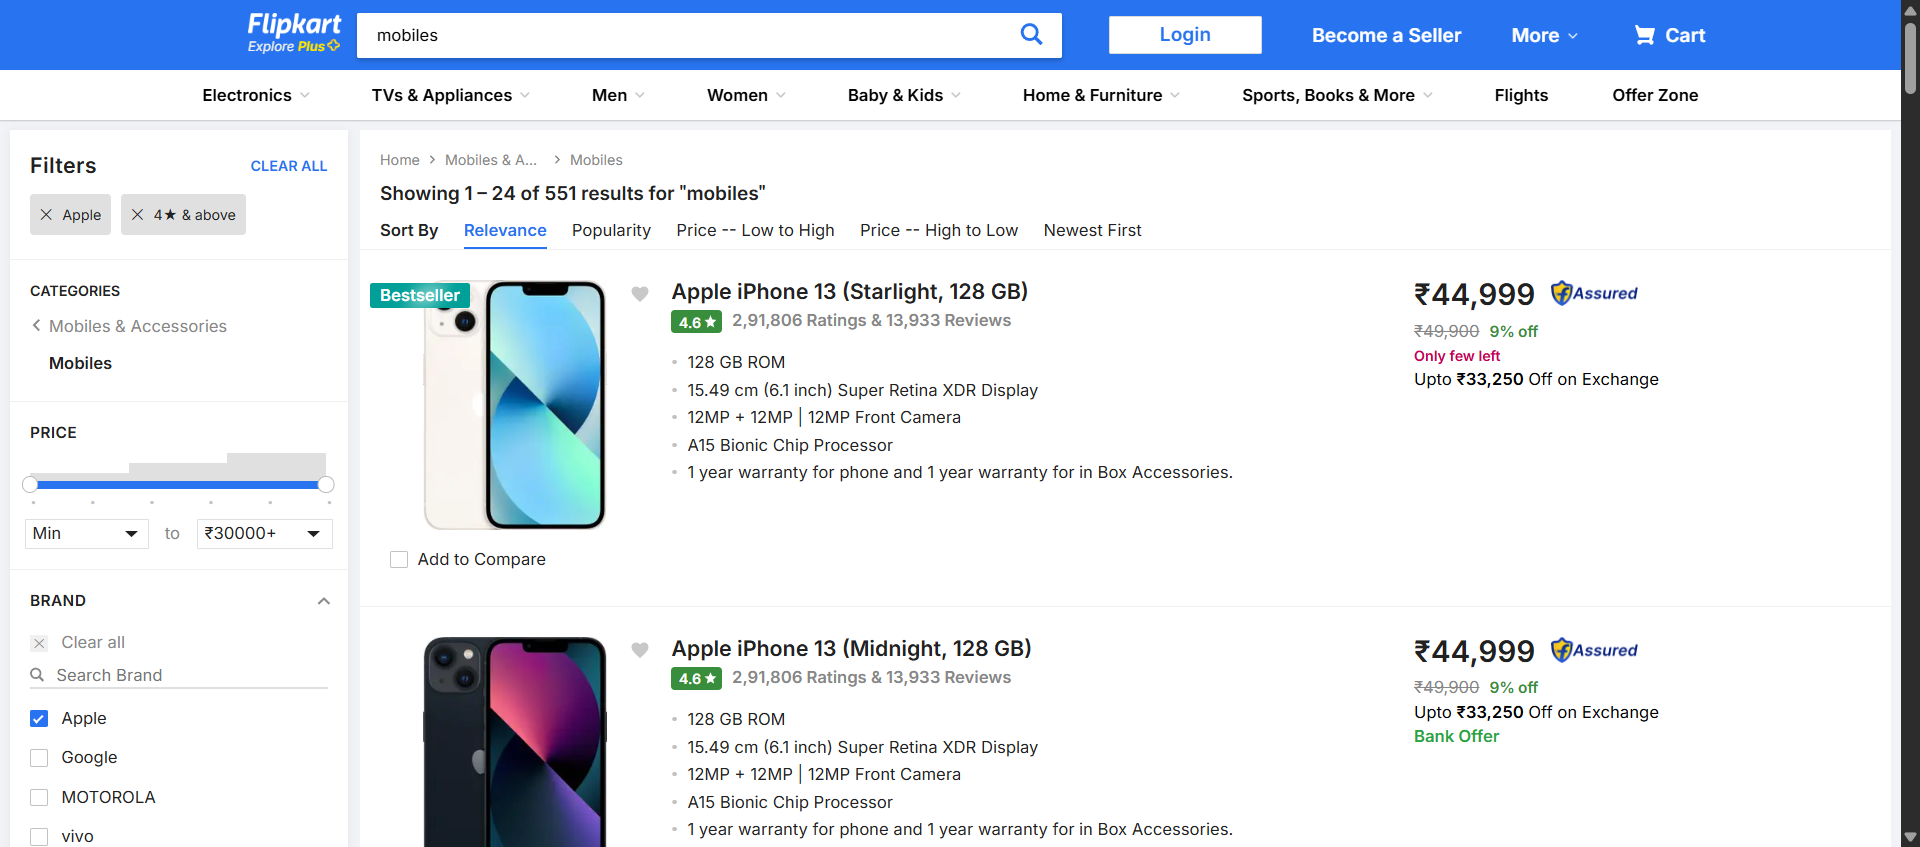 Flipkart
Explore Plus
mobiles
Login
Become a Seller
More
Cart
Electronics
TVs & Appliances
Men
Women
Baby & Kids
Home & Furniture
Sports, Books & More
Flights
Offer Zone
Filters
CLEAR ALL
✕ Apple
✕ 4★ & above
CATEGORIES
Mobiles & Accessories
Mobiles
PRICE
Min
to
₹30000+
BRAND
Clear all
Search Brand
Apple
Google
MOTOROLA
vivo
Home > Mobiles & A... > Mobiles
Showing 1 – 24 of 551 results for "mobiles"
Sort By Relevance Popularity Price -- Low to High Price -- High to Low Newest First
Bestseller
Apple iPhone 13 (Starlight, 128 GB)
4.6★ 2,91,806 Ratings & 13,933 Reviews
128 GB ROM
15.49 cm (6.1 inch) Super Retina XDR Display
12MP + 12MP | 12MP Front Camera
A15 Bionic Chip Processor
1 year warranty for phone and 1 year warranty for in Box Accessories.
₹44,999 Assured
₹49,900 9% off
Only few left
Upto ₹33,250 Off on Exchange
Add to Compare
Apple iPhone 13 (Midnight, 128 GB)
4.6★ 2,91,806 Ratings & 13,933 Reviews
128 GB ROM
15.49 cm (6.1 inch) Super Retina XDR Display
12MP + 12MP | 12MP Front Camera
A15 Bionic Chip Processor
1 year warranty for phone and 1 year warranty for in Box Accessories.
₹44,999 Assured
₹49,900 9% off
Upto ₹33,250 Off on Exchange
Bank Offer